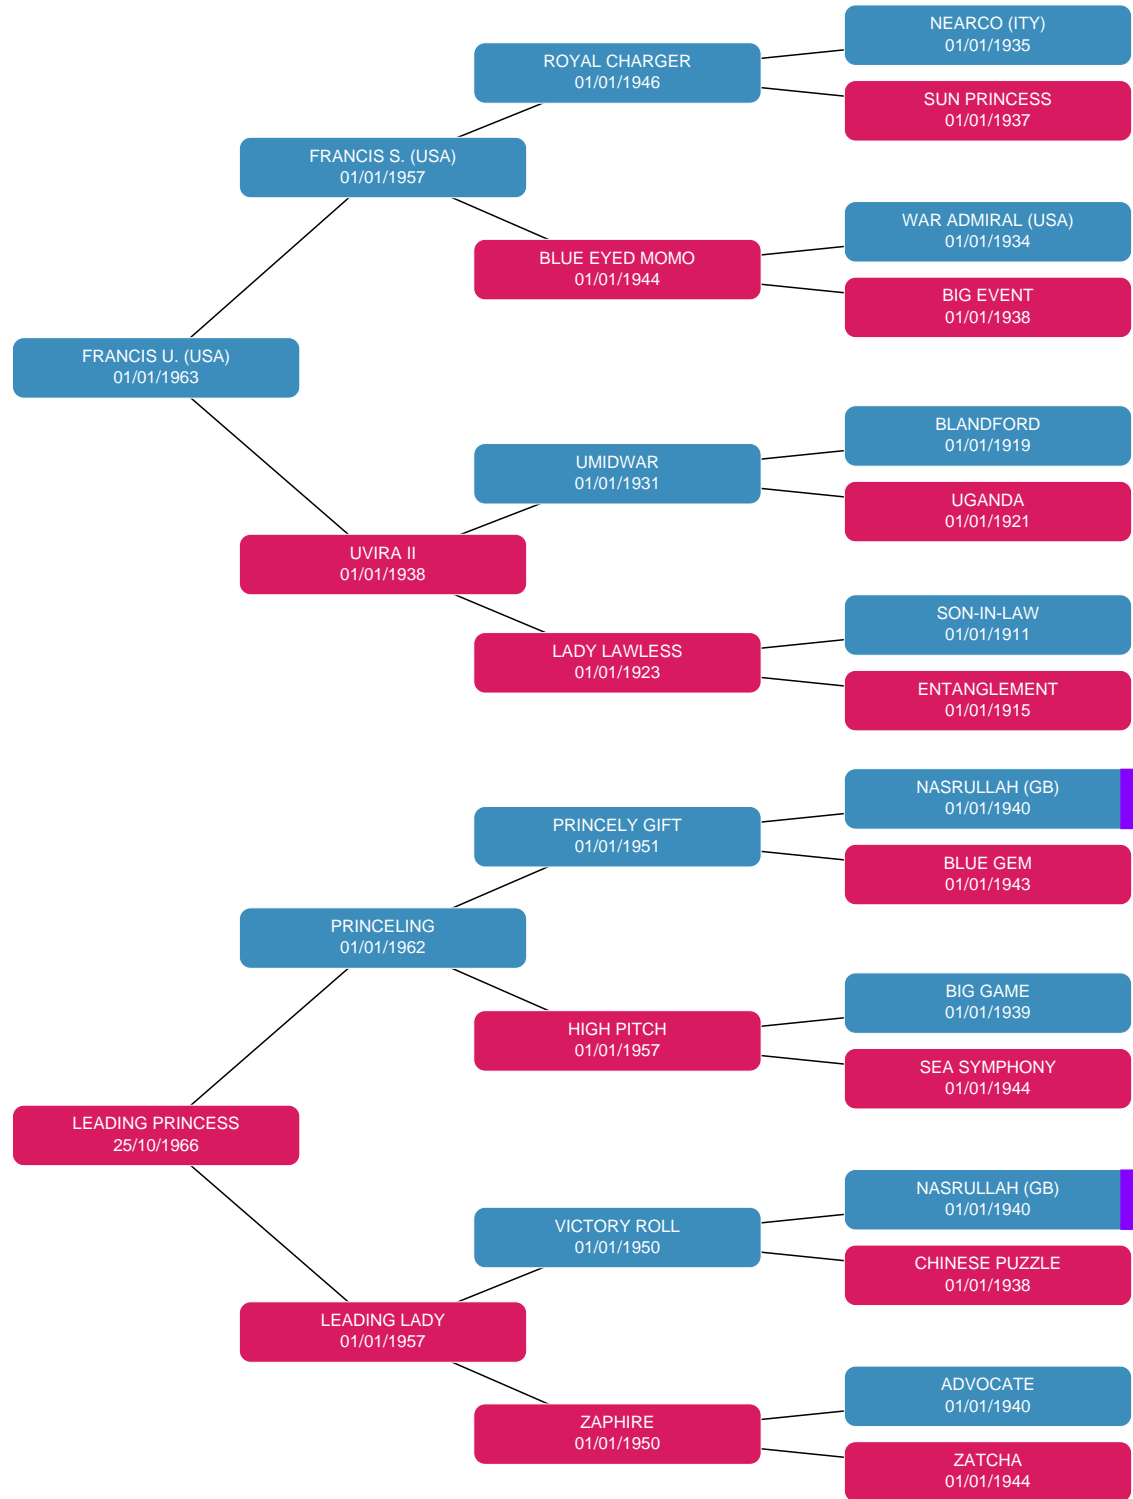 NEARCO (ITY)
01/01/1935
ROYAL CHARGER
01/01/1946
SUN PRINCESS
01/01/1937
FRANCIS S. (USA)
01/01/1957
WAR ADMIRAL (USA)
01/01/1934
BLUE EYED MOMO
01/01/1944
BIG EVENT
01/01/1938
FRANCIS U. (USA)
01/01/1963
BLANDFORD
01/01/1919
UMIDWAR
01/01/1931
UGANDA
01/01/1921
UVIRA II
01/01/1938
SON-IN-LAW
01/01/1911
LADY LAWLESS
01/01/1923
ENTANGLEMENT
01/01/1915
NASRULLAH (GB)
01/01/1940
PRINCELY GIFT
01/01/1951
BLUE GEM
01/01/1943
PRINCELING
01/01/1962
BIG GAME
01/01/1939
HIGH PITCH
01/01/1957
SEA SYMPHONY
01/01/1944
LEADING PRINCESS
25/10/1966
NASRULLAH (GB)
01/01/1940
VICTORY ROLL
01/01/1950
CHINESE PUZZLE
01/01/1938
LEADING LADY
01/01/1957
ADVOCATE
01/01/1940
ZAPHIRE
01/01/1950
ZATCHA
01/01/1944